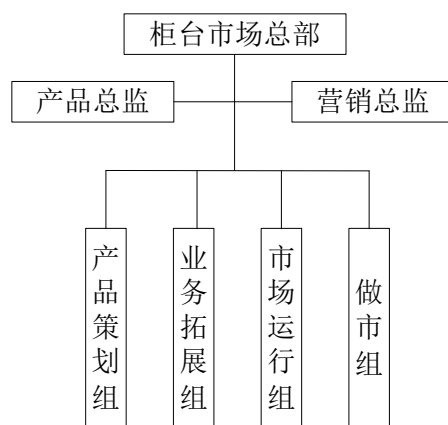 柜台市场总部
产品总监
营销总监
产品策划组
业务拓展组
市场运行组
做市组